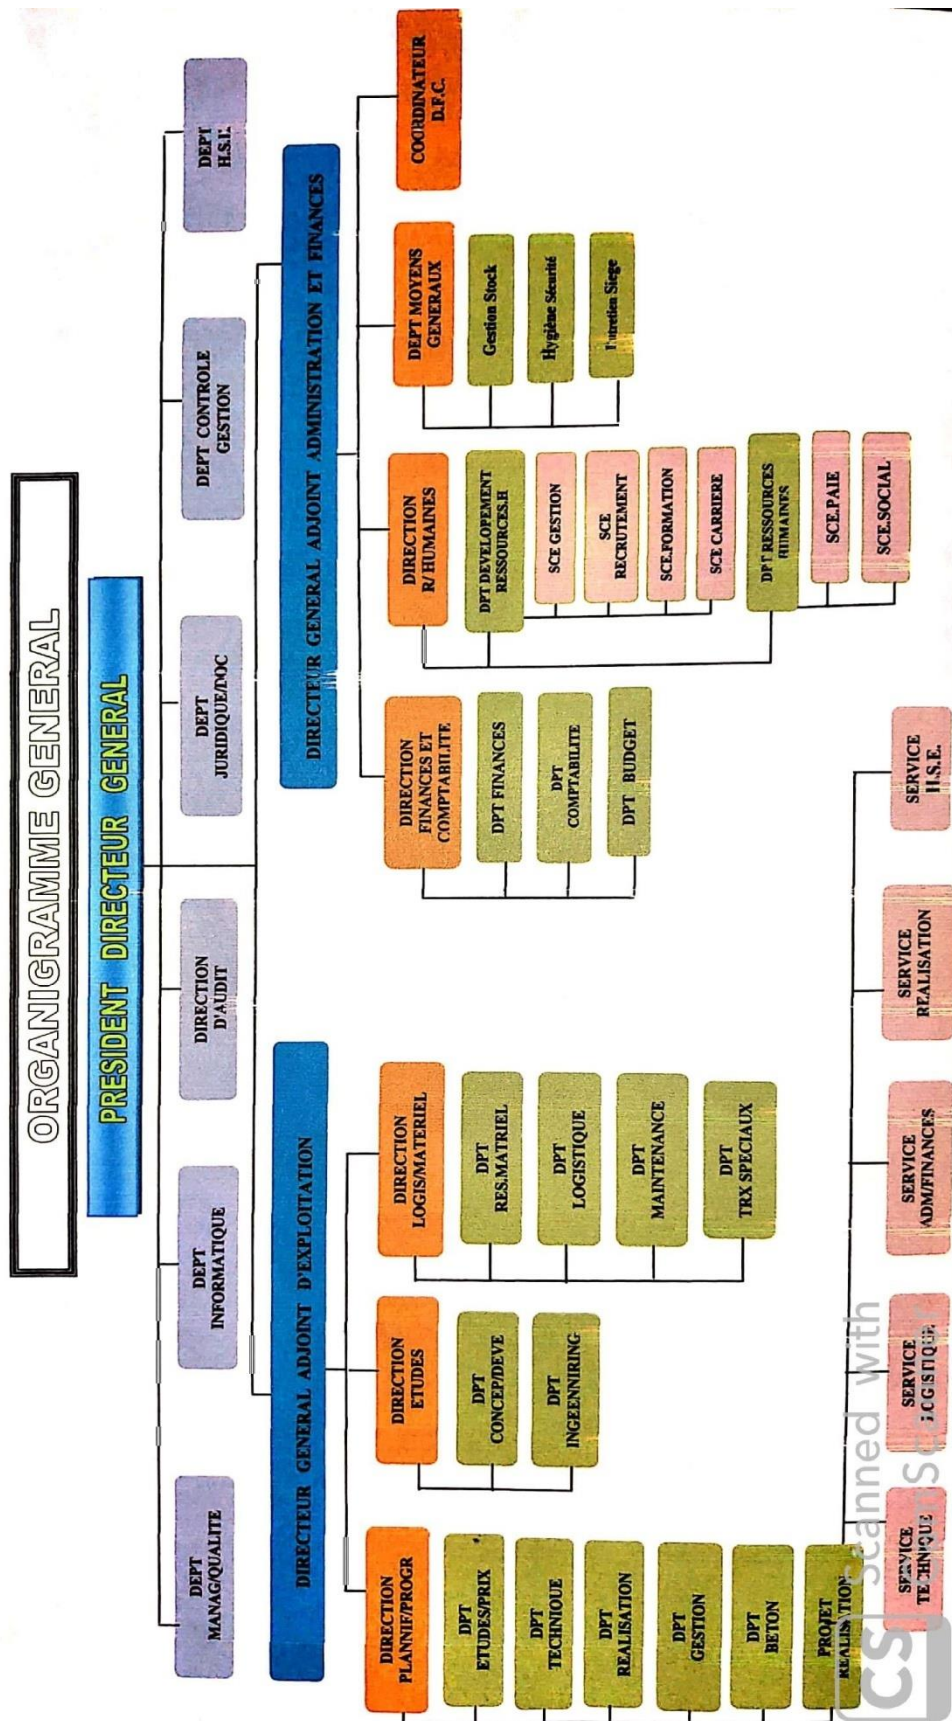 ORGANIGRAMME GENERAL
PRESIDENT DIRECTEUR GENERAL
DEPT
MANAG/QUALITE
DEPT
INFORMATIQUE
DIRECTION
D'AUDIT
DEPT
JURIDIQUE/DOC
DEPT CONTROLE
GESTION
DEPT
DIRECTEUR GENERAL ADJOINT D'EXPLOITATION
DIRECTEUR GENERAL ADJOINT ADMINISTRATION ET FINANCES
DIRECTION
PLANNIF/PROGR
DPT
ETUDES/PRIX
DPT
TECHNIQUE
DPT
REALISATION
DPT
GESTION
DPT
BETON
PROJET
REALISATION
DIRECTION
ETUDES
DPT
CONCEP/DEVE
DPT
INGEENNIRING
DIRECTION
LOGIS/MATERIEL
DPT
RES.MATRIEL
DPT
LOGISTIQUE
DPT
MAINTENANCE
DPT
TRX SPECIAUX
DIRECTION
FINANCES ET
COMPTABILITE
DPT FINANCES
DPT
COMPTABILITE
DPT BUDGET
DIRECTION
R/ HUMAINES
DPT DEVELOPEMENT
RESSOURCES.H
SCE GESTION
SCE
RECRUTEMENT
SCE.FORMATION
SCE CARRIERE
DPT RESSOURCES
HUMAINES
SCE.PAIE
SCE.SOCIAL
DEPT MOYENS
GENERAUX
Gestion Stock
Hygiène Sécurité
Entretien Siege
COORDINATEUR
D.F.C.
SERVICE
TECHNIQUE
SERVICE
LOGISTIQUE
SERVICE
ADM/FINANCES
SERVICE
REALISATION
SERVICE
H.S.E.
CS Scanned with
CamScanner